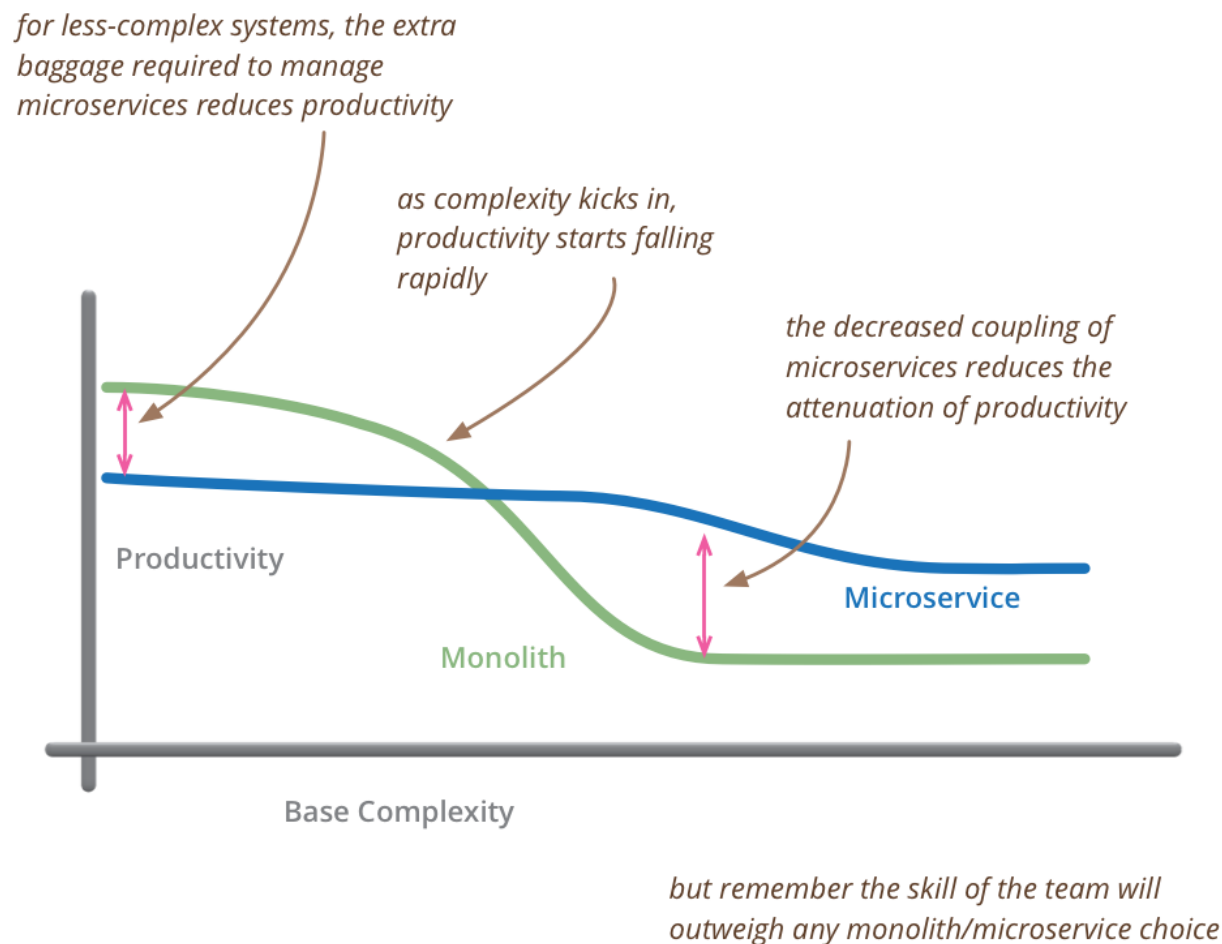 for less-complex systems, the extra
baggage required to manage
microservices reduces productivity
as complexity kicks in,
productivity starts falling
rapidly
the decreased coupling of
microservices reduces the
attenuation of productivity
Productivity
Microservice
Monolith
Base Complexity
but remember the skill of the team will
outweigh any monolith/microservice choice